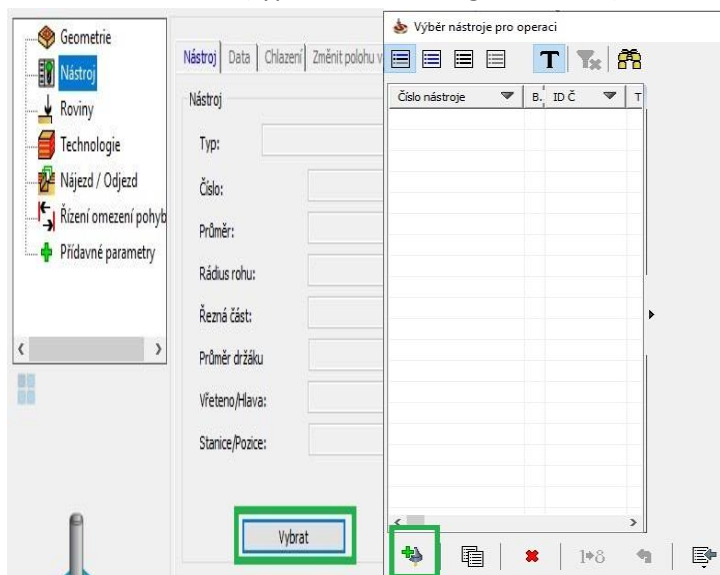 Geometrie
Nástroj
Roviny
Technologie
Nájezd / Odjezd
Řízení omezení pohyb
Přídavné parametry
Nástroj Data Chlazení Změnit polohu v
Nástroj
Typ:
Číslo:
Průměr:
Rádius rohu:
Řezná část:
Průměr držáku
Vřeteno/Hlava:
Stanice/Pozice:
Vybrat
Výběr nástroje pro operaci
T
Číslo nástroje B. ID Č T
1 8